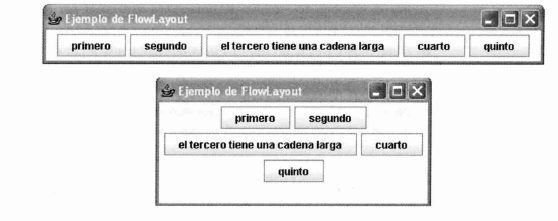 Ejemplo de FlowLayout
primero segundo el tercero tiene una cadena larga cuarto quinto
Ejemplo de FlowLayout
primero segundo
el tercero tiene una cadena larga cuarto
quinto